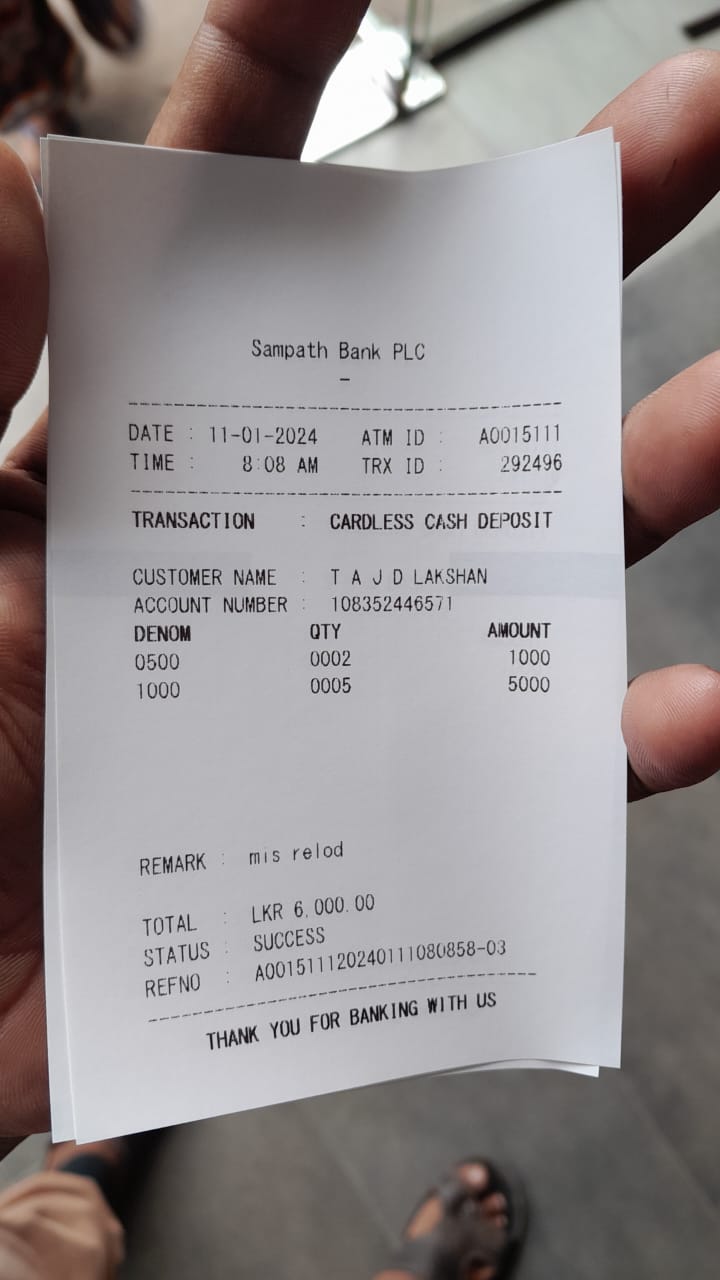 Sampath Bank PLC
-
DATE : 11-01-2024 ATM ID : A0015111
TIME : 8:08 AM TRX ID : 292496
TRANSACTION : CARDLESS CASH DEPOSIT
CUSTOMER NAME : T A J D LAKSHAN
ACCOUNT NUMBER : 108352446571
DENOM QTY AMOUNT
0500 0002 1000
1000 0005 5000
REMARK : mis relod
TOTAL : LKR 6,000.00
STATUS : SUCCESS
REFNO : A001511120240111080858-03
THANK YOU FOR BANKING WITH US